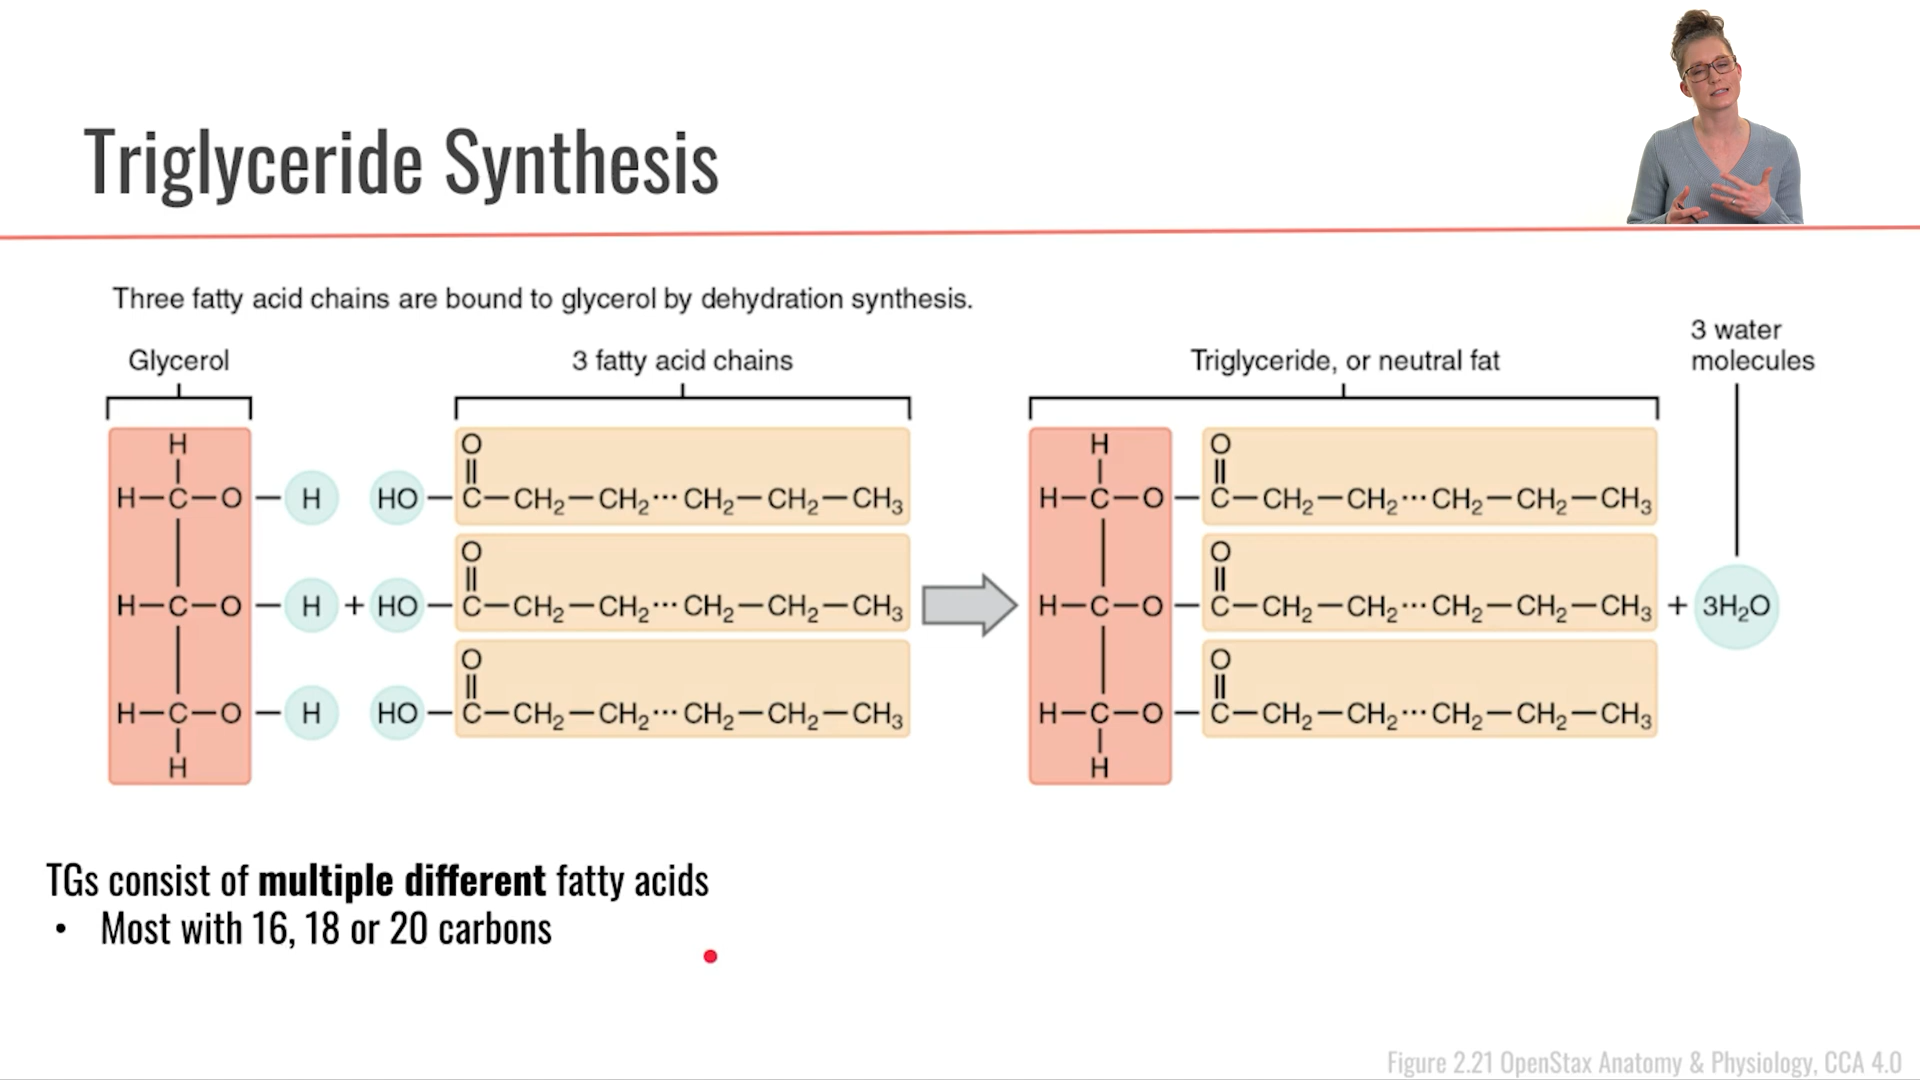 Triglyceride Synthesis
Three fatty acid chains are bound to glycerol by dehydration synthesis.
Glycerol
3 fatty acid chains
Triglyceride, or neutral fat
3 water
molecules
H O H O
H—C—O—H HO—C—CH₂—CH₂···CH₂—CH₂—CH₃ H—C—O—C—CH₂—CH₂···CH₂—CH₂—CH₃
O O
H—C—O—H + HO—C—CH₂—CH₂···CH₂—CH₂—CH₃ H—C—O—C—CH₂—CH₂···CH₂—CH₂—CH₃ + 3H₂O
O O
H—C—O—H HO—C—CH₂—CH₂···CH₂—CH₂—CH₃ H—C—O—C—CH₂—CH₂···CH₂—CH₂—CH₃
H H
TGs consist of multiple different fatty acids
• Most with 16, 18 or 20 carbons
Figure 2.21 OpenStax Anatomy & Physiology, CCA 4.0